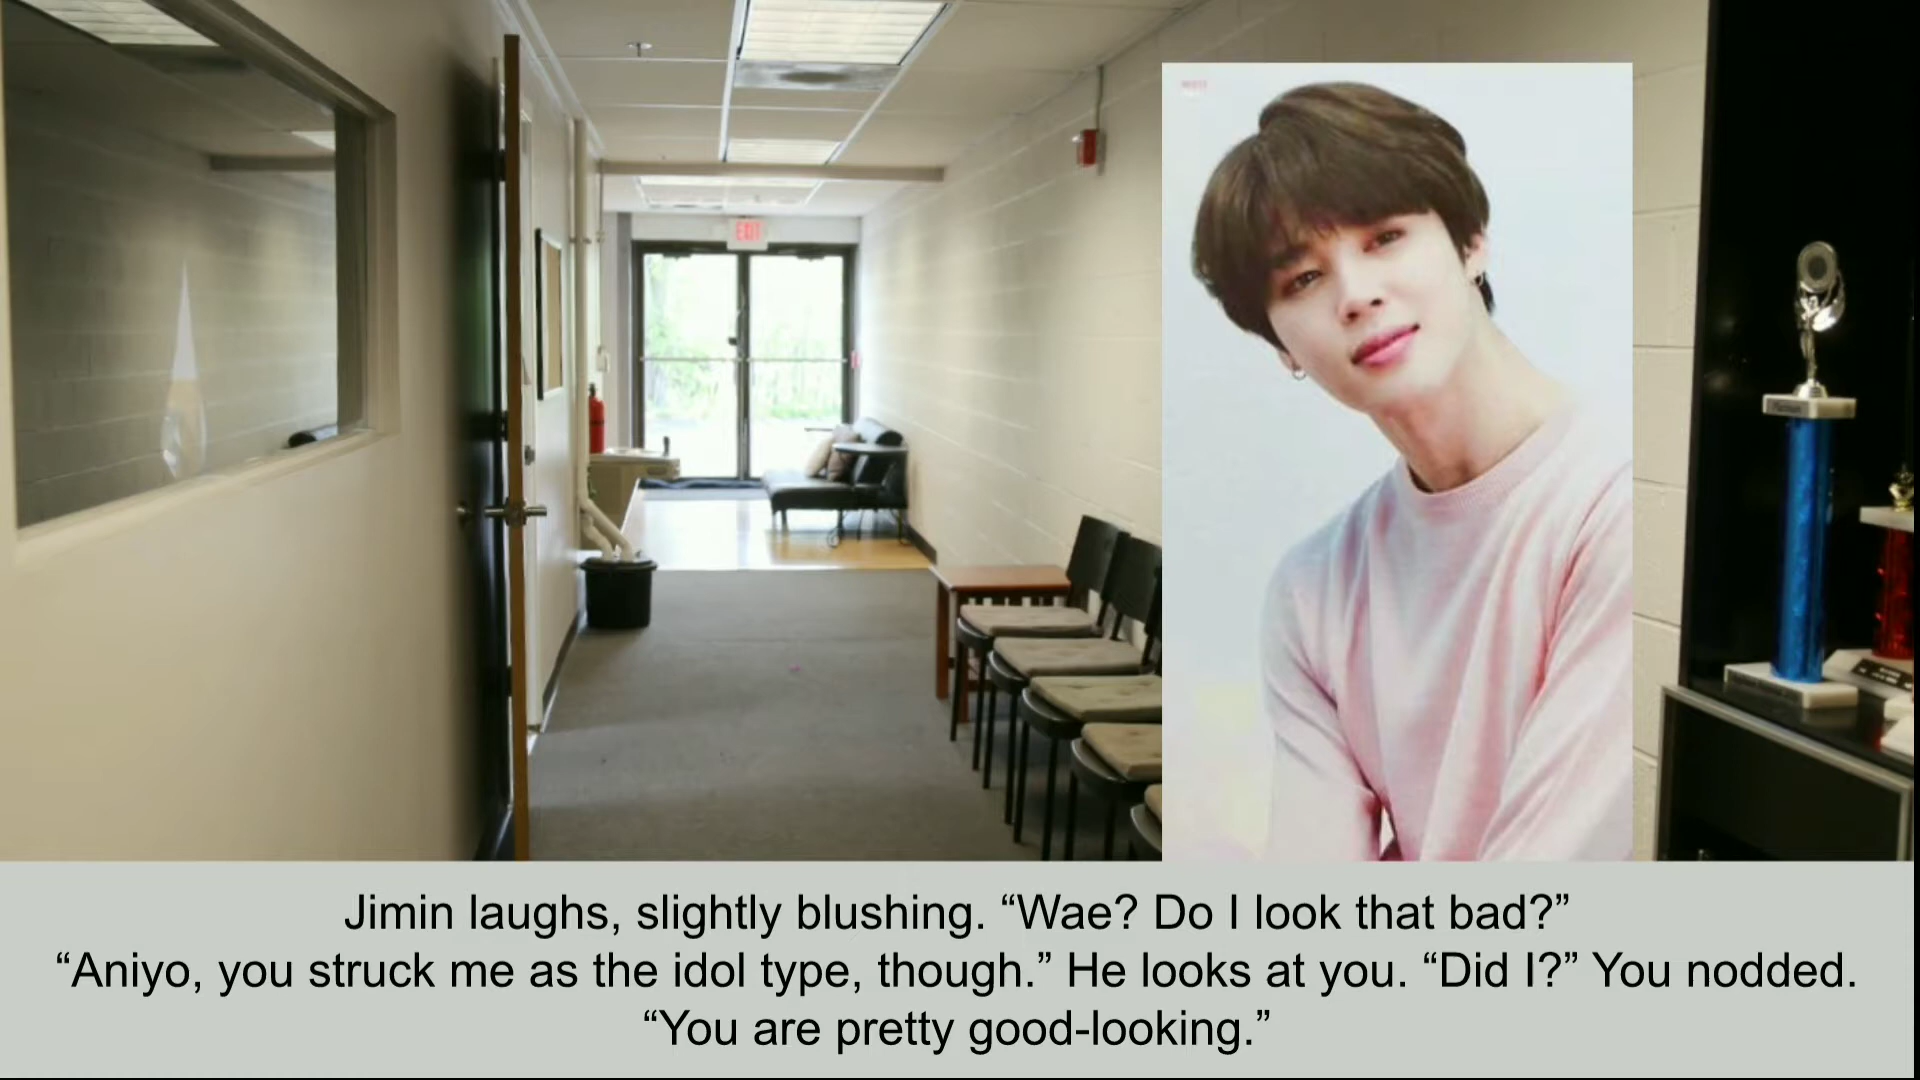 EXIT
Jimin laughs, slightly blushing. “Wae? Do I look that bad?”
“Aniyo, you struck me as the idol type, though.” He looks at you. “Did I?” You nodded.
“You are pretty good-looking.”